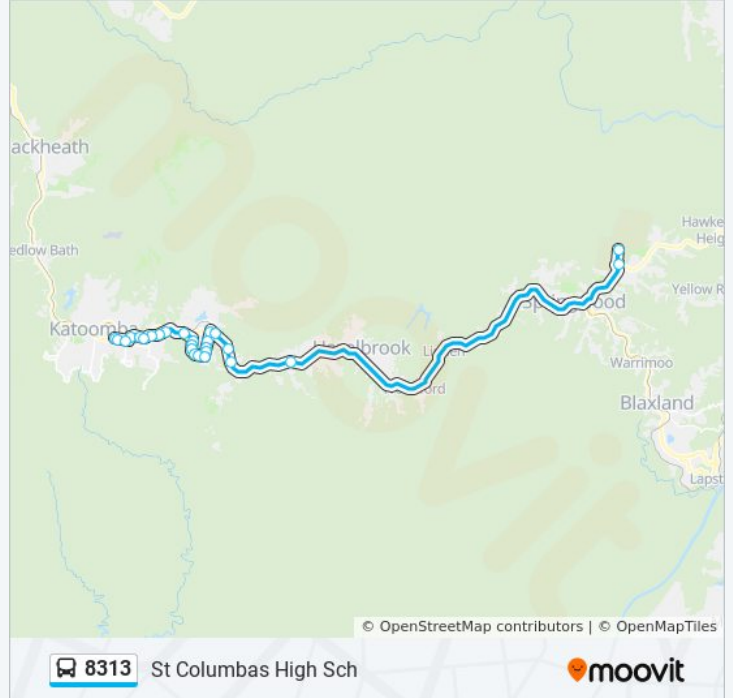 ackheath
Hawke
Heig
edlow Bath
Yellow R
Katoomba
Hazelbrook
Warrimoo
Blaxland
Lapst
© OpenStreetMap contributors | © OpenMapTiles
8313 St Columbas High Sch
moovit